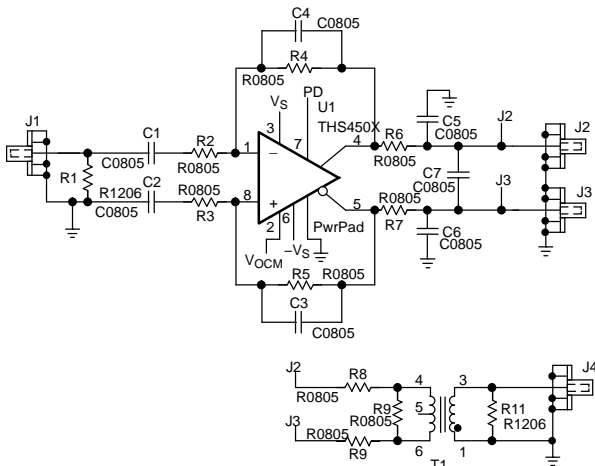 C4
C0805
R0805
R4
PD
VS
U1
THS450X
3
7
J1
C1
R2
C0805
R0805
1
4
R6
R0805
C5
C0805
J2
J2
R1
R1206
C2
C0805
R0805
R3
8
C7
C0805
J3
J3
5
R0805
R7
2
6
VOCM
−VS
PwrPad
C6
C0805
R5
R0805
R0805
C3
C0805
J2
R8
R0805
4
3
J4
R9
R0805
5
R11
R1206
J3
R0805
R9
6
1
T1